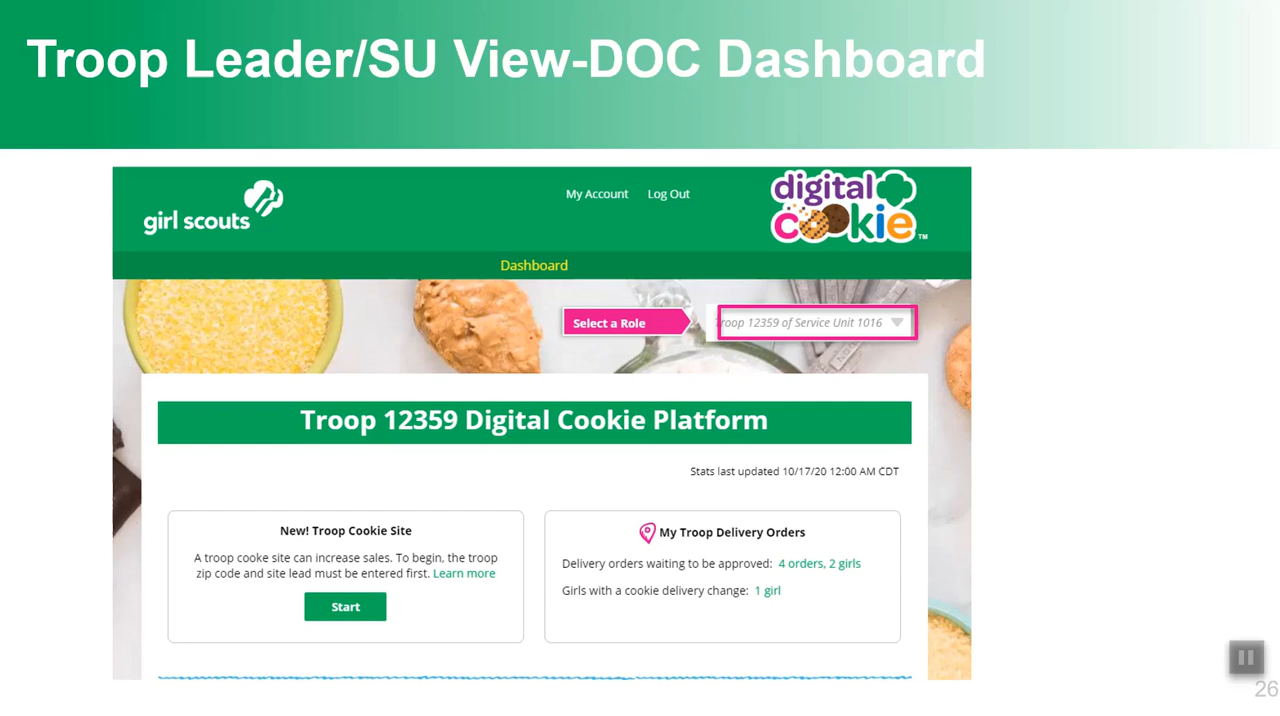 Troop Leader/SU View-DOC Dashboard
girl scouts
My Account Log Out
digital
cookie™
Dashboard
Select a Role
Troop 12359 of Service Unit 1016
Troop 12359 Digital Cookie Platform
Stats last updated 10/17/20 12:00 AM CDT
New! Troop Cookie Site
A troop cooke site can increase sales. To begin, the troop
zip code and site lead must be entered first. Learn more
Start
My Troop Delivery Orders
Delivery orders waiting to be approved: 4 orders, 2 girls
Girls with a cookie delivery change: 1 girl
26